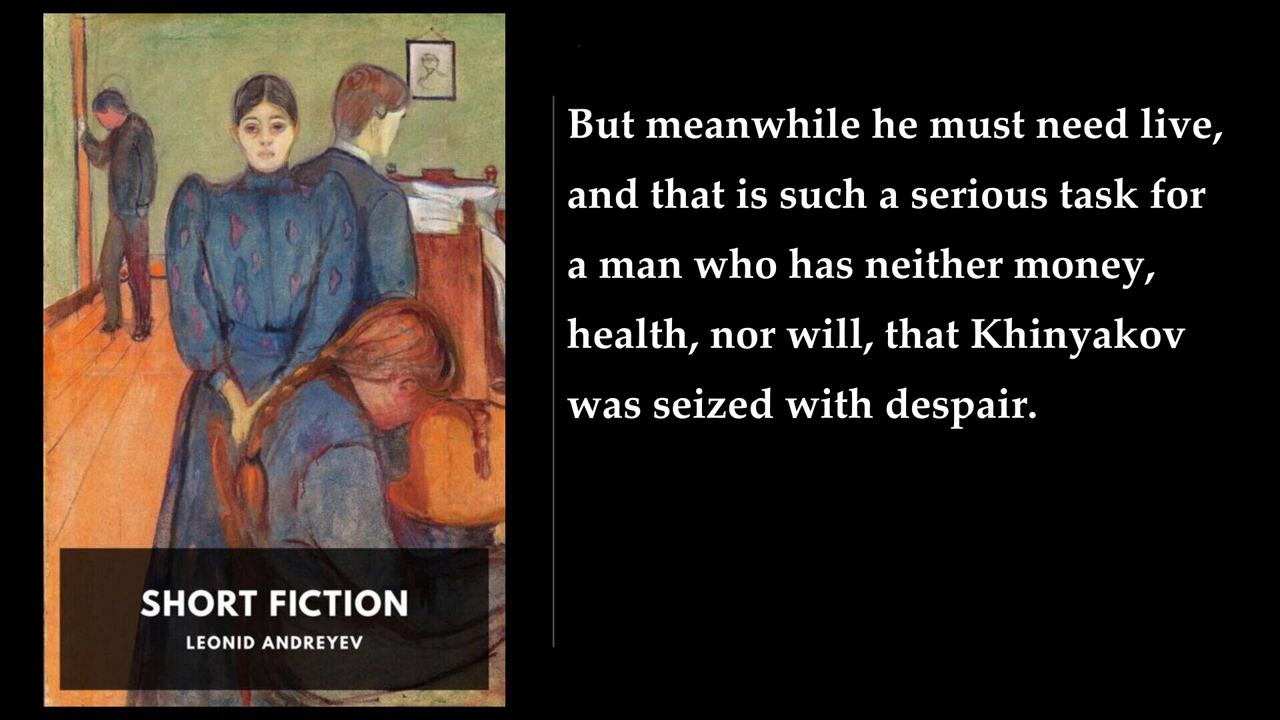 SHORT FICTION
LEONID ANDREYEV
But meanwhile he must need live,
and that is such a serious task for
a man who has neither money,
health, nor will, that Khinyakov
was seized with despair.